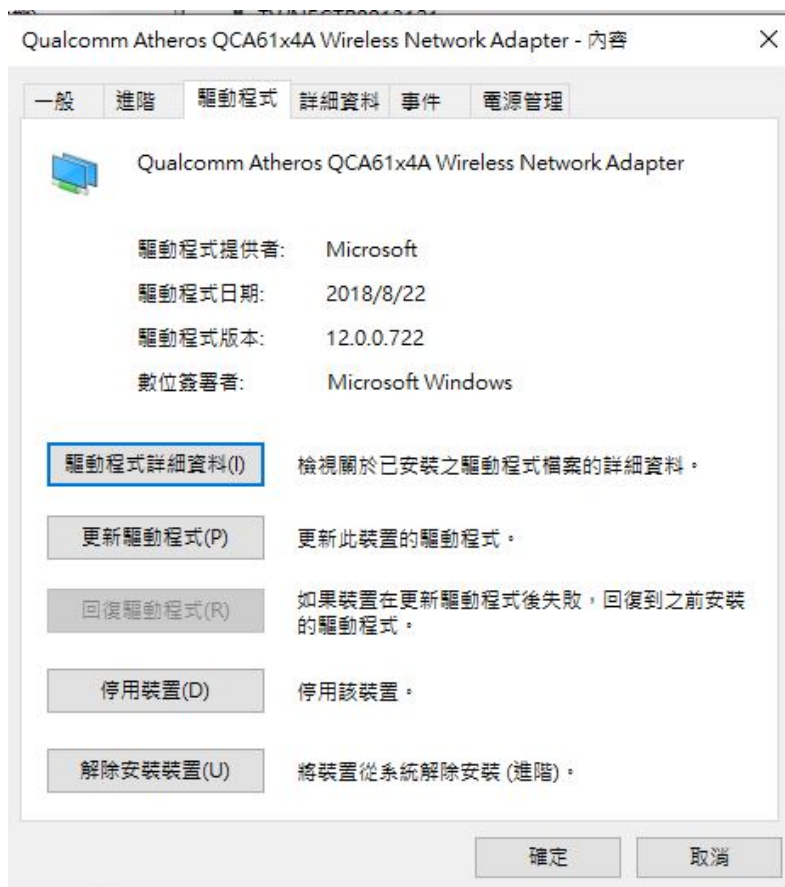 Qualcomm Atheros QCA61x4A Wireless Network Adapter - 內容
一般 進階 驅動程式 詳細資料 事件 電源管理
Qualcomm Atheros QCA61x4A Wireless Network Adapter
驅動程式提供者: Microsoft
驅動程式日期: 2018/8/22
驅動程式版本: 12.0.0.722
數位簽署者: Microsoft Windows
驅動程式詳細資料(I) 檢視關於已安裝之驅動程式檔案的詳細資料。
更新驅動程式(P) 更新此裝置的驅動程式。
回復驅動程式(R) 如果裝置在更新驅動程式後失敗，回復到之前安裝
的驅動程式。
停用裝置(D) 停用該裝置。
解除安裝裝置(U) 將裝置從系統解除安裝 (進階)。
確定 取消